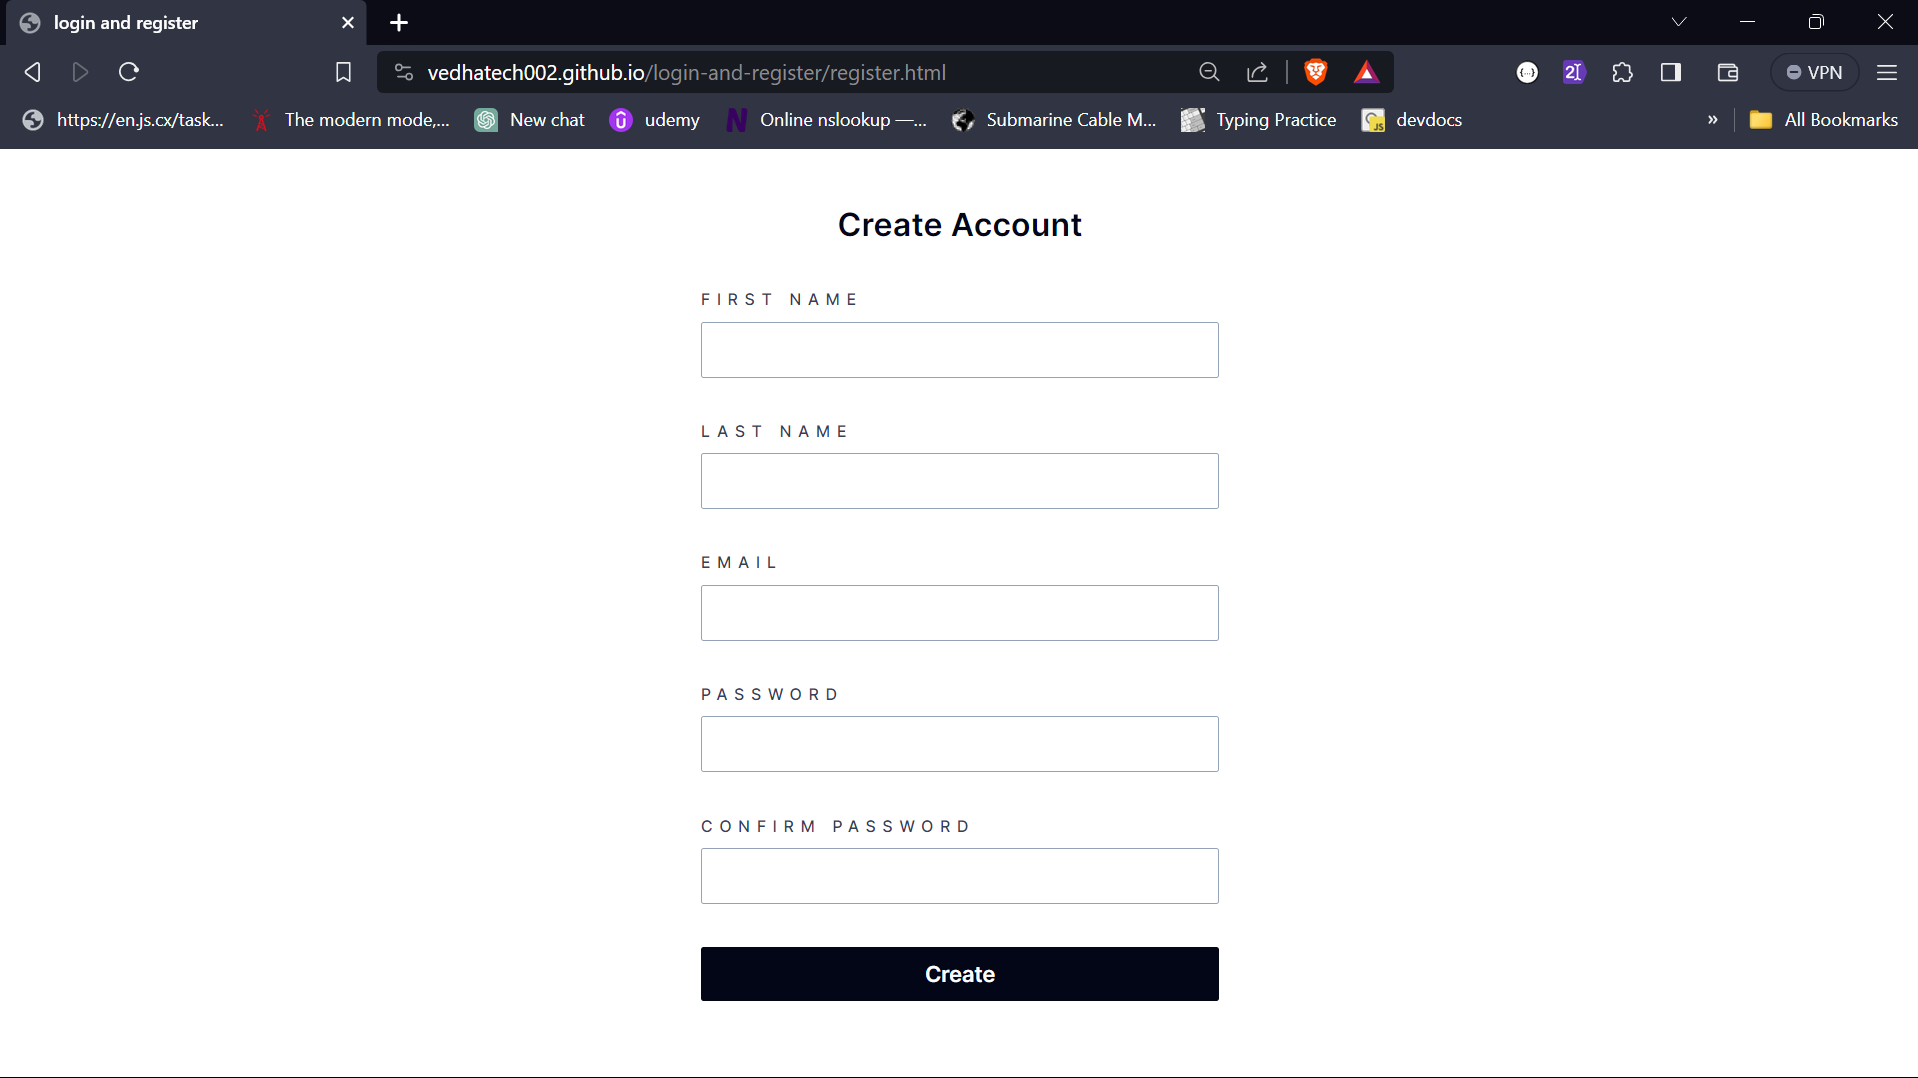 login and register
vedhatech002.github.io/login-and-register/register.html
VPN
https://en.js.cx/task... The modern mode,... New chat udemy Online nslookup —... Submarine Cable M... Typing Practice devdocs » All Bookmarks
Create Account
FIRST NAME
LAST NAME
EMAIL
PASSWORD
CONFIRM PASSWORD
Create